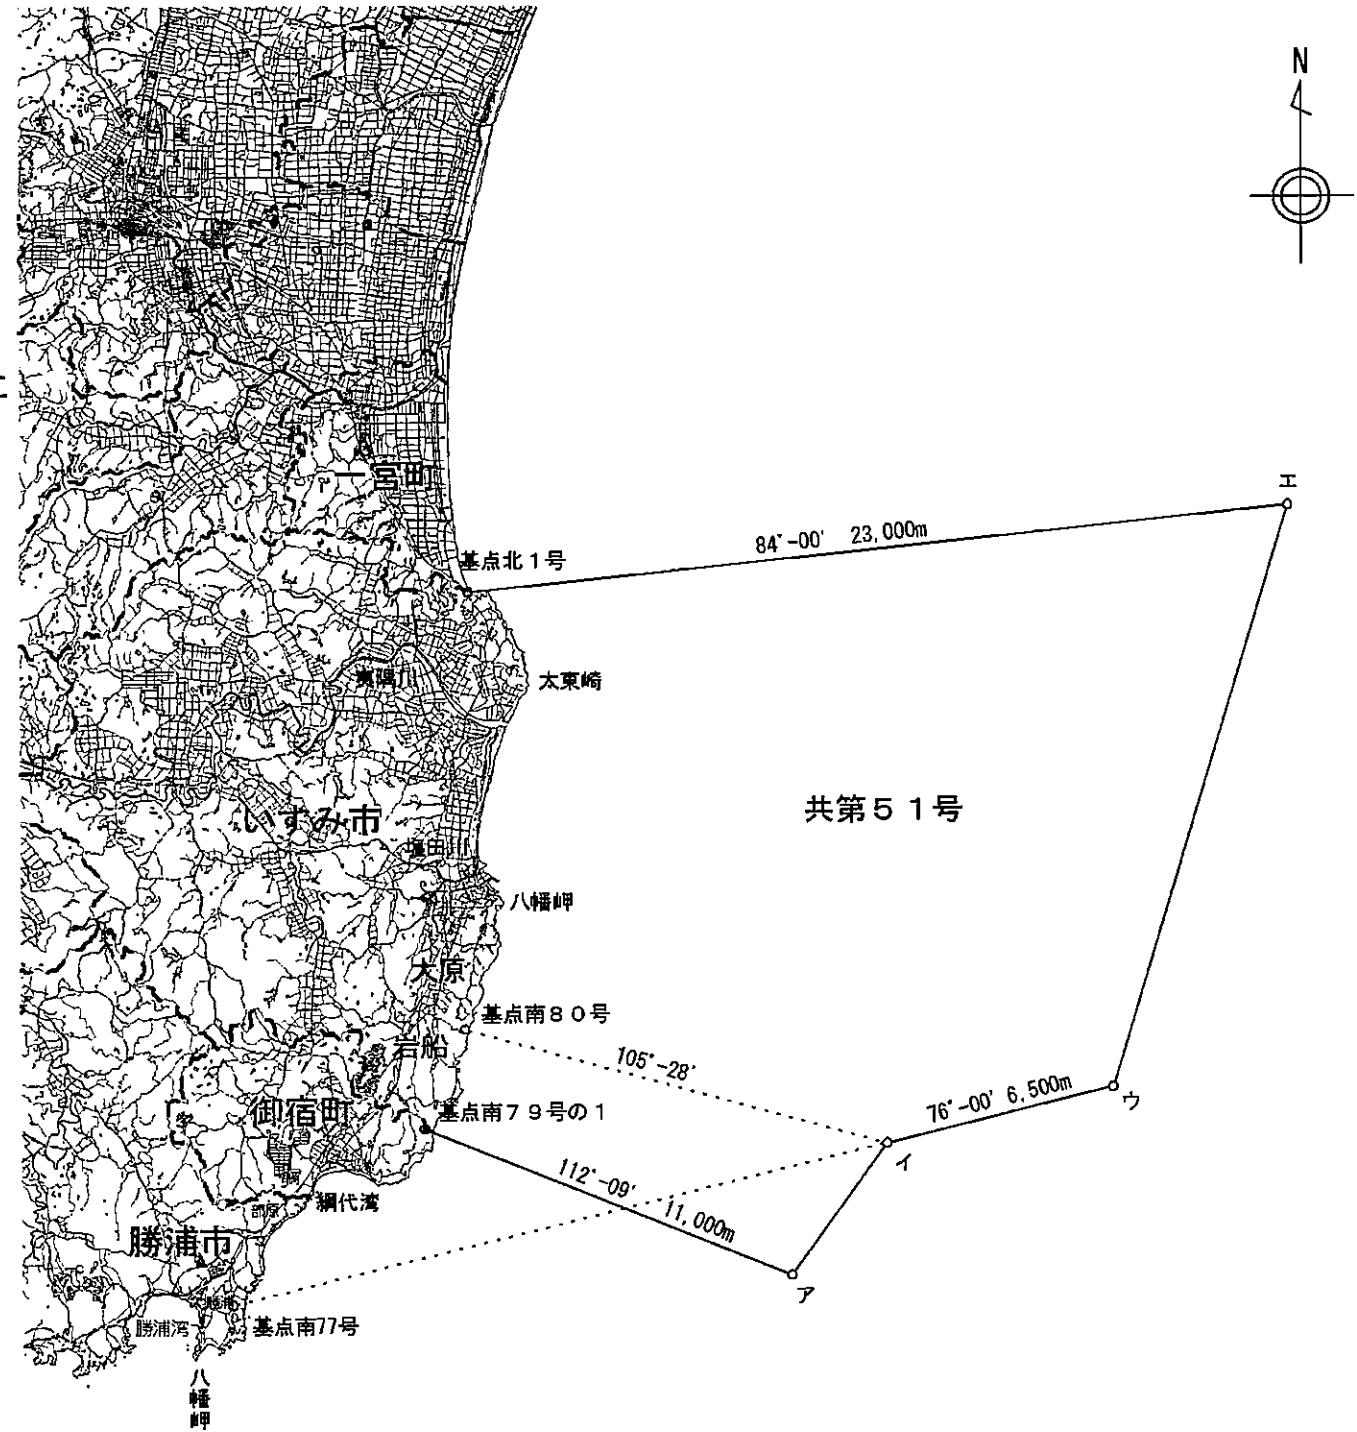 N
一宮町
エ
84°-00′ 23,000m
基点北1号
夷隅川
太東崎
いすみ市
共第51号
塩田川
八幡岬
大原
基点南80号
岩船
105°-28′
76°-00′ 6,500m
ウ
御宿町
基点南79号の1
イ
112°-09′ 11,000m
網代湾
部原
勝浦市
ア
勝浦湾
基点南77号
八幡岬